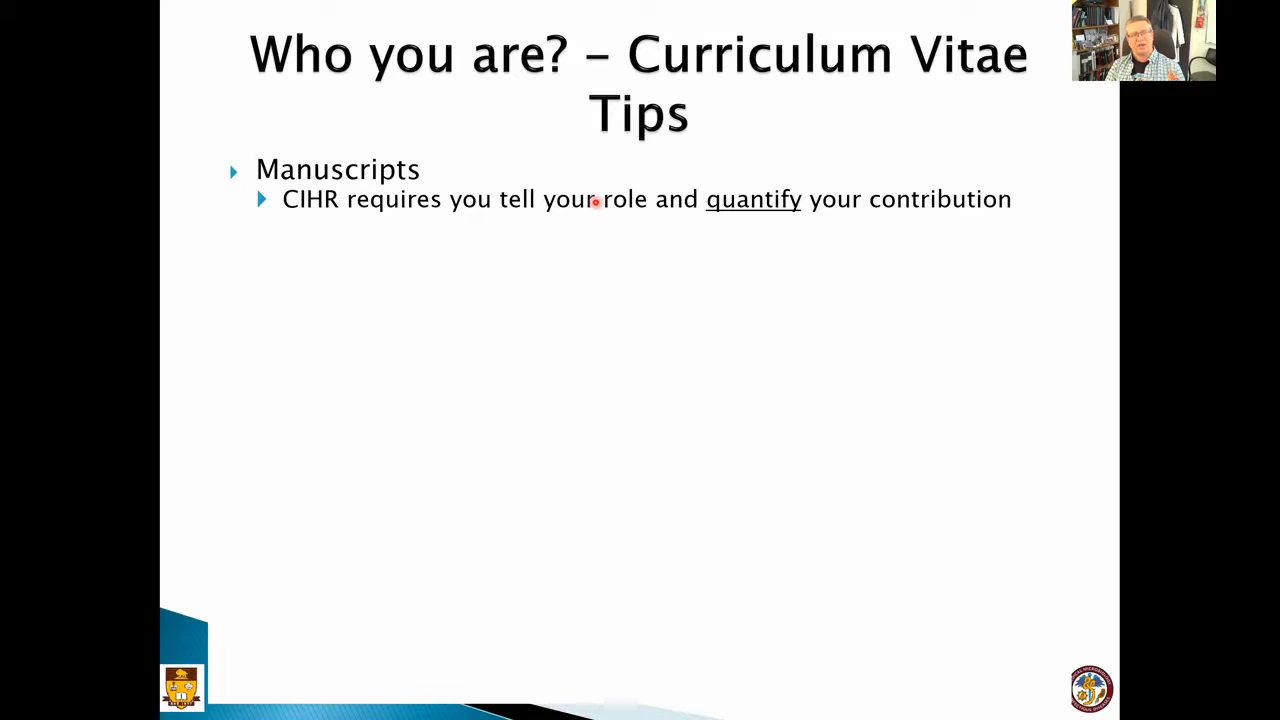 Who you are? – Curriculum Vitae
Tips
Manuscripts
CIHR requires you tell your role and quantify your contribution